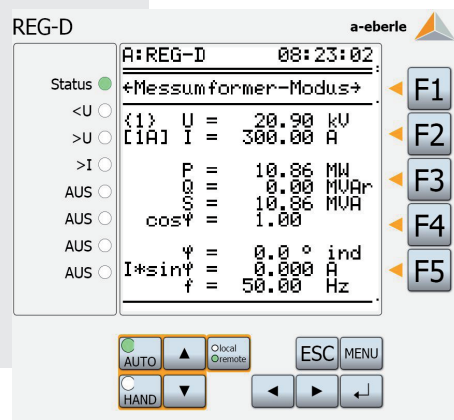 REG-D
a-eberle
A:REG-D 08:23:02
←Messumformer-Modus→
{1} U = 20.90 kV
[1A] I = 300.00 A
P = 10.86 MW
Q = 0.00 MVAr
S = 10.86 MVA
cosφ = 1.00
φ = 0.0 ° ind
I*sinφ = 0.000 A
f = 50.00 Hz
Status
<U
>U
>I
AUS
AUS
AUS
AUS
F1
F2
F3
F4
F5
AUTO
local
remote
ESC
MENU
HAND